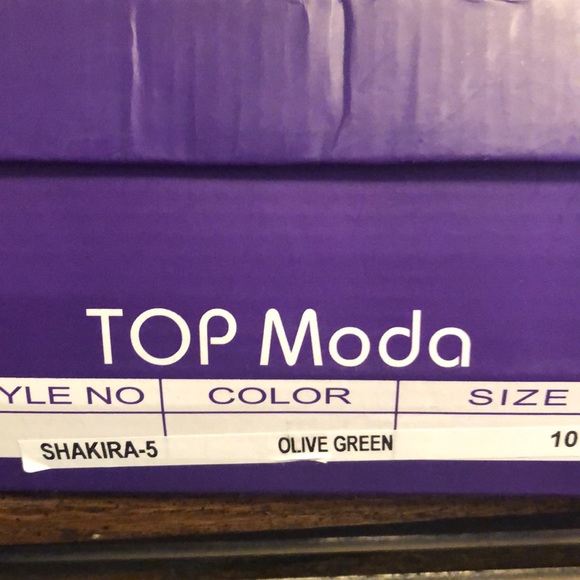 TOP Moda
YLE NO COLOR SIZE
SHAKIRA-5 OLIVE GREEN 10